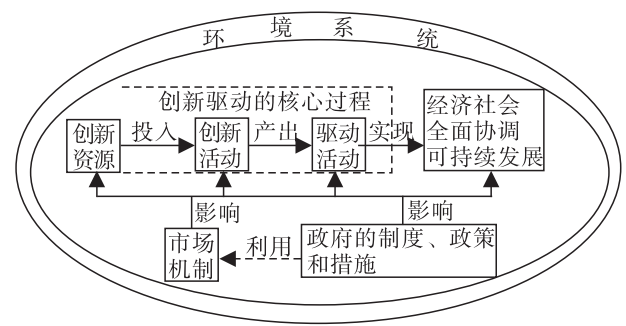 环境系统
创新驱动的核心过程
创新
资源
投入
创新
活动
产出
驱动
活动
实现
经济社会
全面协调
可持续发展
影响
影响
市场
机制
利用
政府的制度、政策
和措施